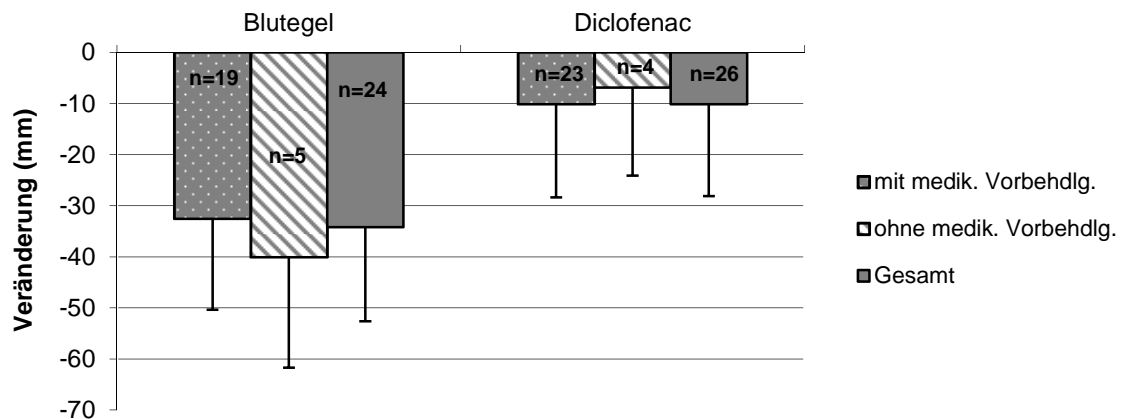 Blutegel Diclofenac
Veränderung (mm)
0
-10
-20
-30
-40
-50
-60
-70
n=19
n=5
n=24
n=23
n=4
n=26
mit medik. Vorbehdlg.
ohne medik. Vorbehdlg.
Gesamt